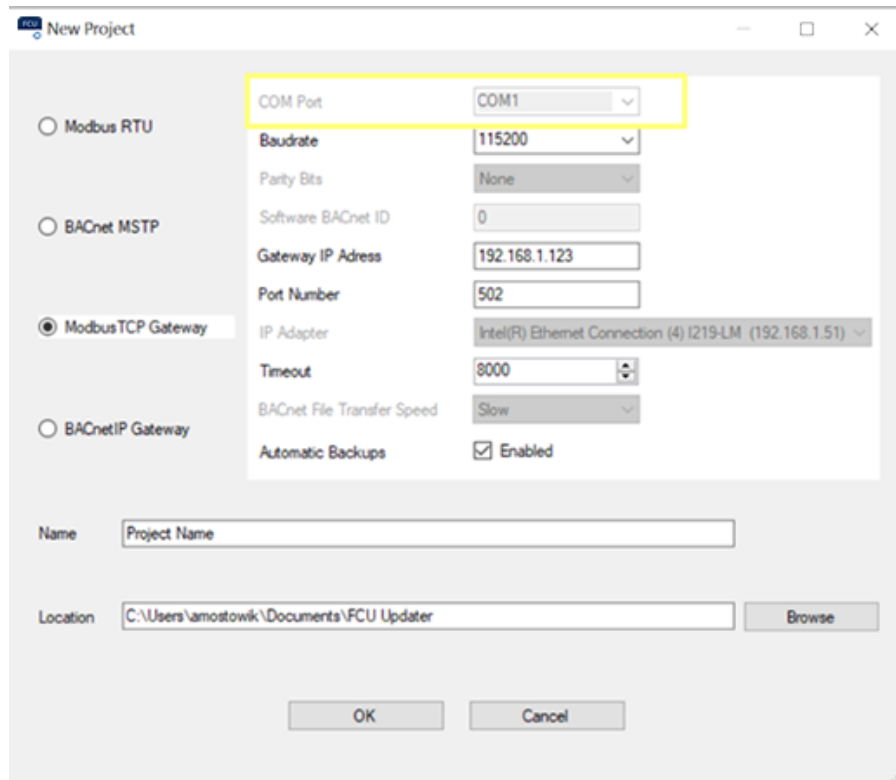 FCU New Project
COM Port COM1
Modbus RTU
Baudrate 115200
Parity Bits None
Software BACnet ID 0
BACnet MSTP
Gateway IP Adress 192.168.1.123
Port Number 502
ModbusTCP Gateway
IP Adapter Intel(R) Ethernet Connection (4) I219-LM (192.168.1.51)
Timeout 8000
BACnet File Transfer Speed Slow
BACnetIP Gateway
Automatic Backups Enabled
Name Project Name
Location C:\Users\amostowik\Documents\FCU Updater Browse
OK Cancel